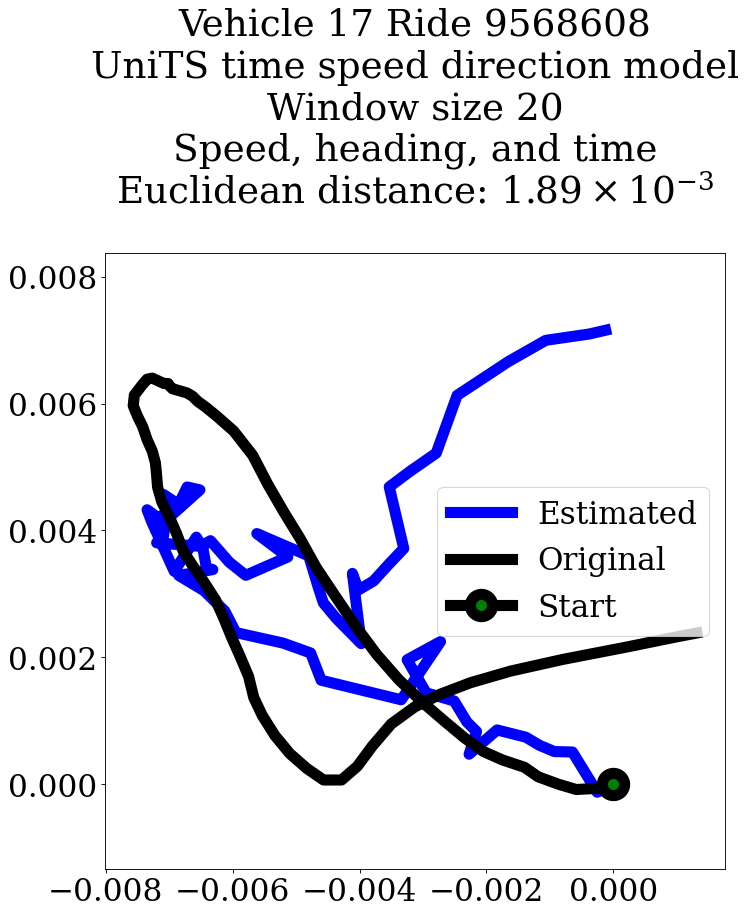 Vehicle 17 Ride 9568608
UniTS time speed direction model
Window size 20
Speed, heading, and time
Euclidean distance: 1.89 × 10⁻³
0.008
0.006
0.004
0.002
0.000
Estimated
Original
Start
−0.008 −0.006 −0.004 −0.002 0.000